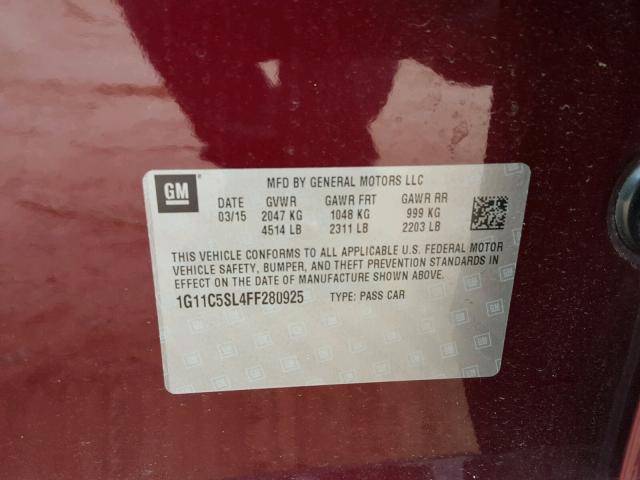 GM
MFD BY GENERAL MOTORS LLC
DATE GVWR GAWR FRT GAWR RR
03/15 2047 KG 1048 KG 999 KG
4514 LB 2311 LB 2203 LB
THIS VEHICLE CONFORMS TO ALL APPLICABLE U.S. FEDERAL MOTOR
VEHICLE SAFETY, BUMPER, AND THEFT PREVENTION STANDARDS IN
EFFECT ON THE DATE OF MANUFACTURE SHOWN ABOVE.
1G11C5SL4FF280925 TYPE: PASS CAR